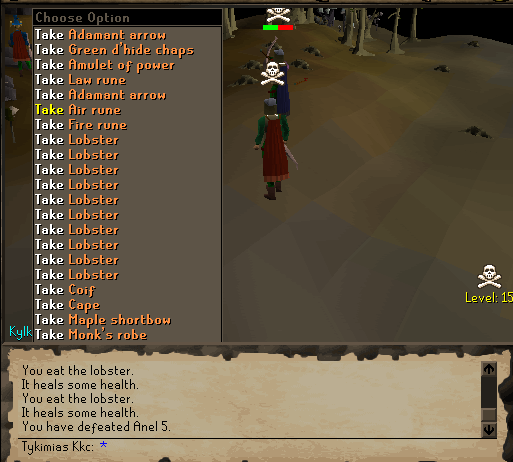 Choose Option
Take Adamant arrow
Take Green d'hide chaps
Take Amulet of power
Take Law rune
Take Adamant arrow
Take Air rune
Take Fire rune
Take Lobster
Take Lobster
Take Lobster
Take Lobster
Take Lobster
Take Lobster
Take Lobster
Take Lobster
Take Lobster
Take Lobster
Take Coif
Take Cape
Take Maple shortbow
Take Monk's robe
Level: 15
Kylk
You eat the lobster.
It heals some health.
You eat the lobster.
It heals some health.
You have defeated Anel 5.
Tykimias Kkc: *